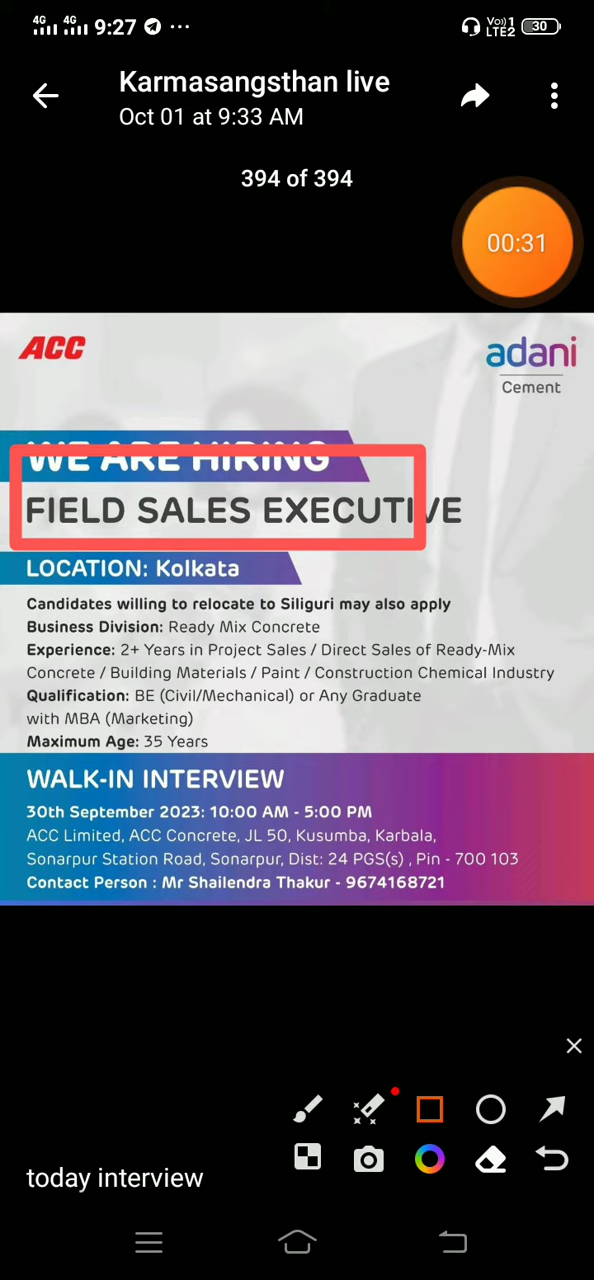 4G 4G 9:27
Vo)) 1
LTE2 30
Karmasangsthan live
Oct 01 at 9:33 AM
394 of 394
00:31
ACC
adani
Cement
WE ARE HIRING
FIELD SALES EXECUTIVE
LOCATION: Kolkata
Candidates willing to relocate to Siliguri may also apply
Business Division: Ready Mix Concrete
Experience: 2+ Years in Project Sales / Direct Sales of Ready-Mix
Concrete / Building Materials / Paint / Construction Chemical Industry
Qualification: BE (Civil/Mechanical) or Any Graduate
with MBA (Marketing)
Maximum Age: 35 Years
WALK-IN INTERVIEW
30th September 2023: 10:00 AM - 5:00 PM
ACC Limited, ACC Concrete, JL 50, Kusumba, Karbala,
Sonarpur Station Road, Sonarpur, Dist: 24 PGS(s) , Pin - 700 103
Contact Person : Mr Shailendra Thakur - 9674168721
today interview